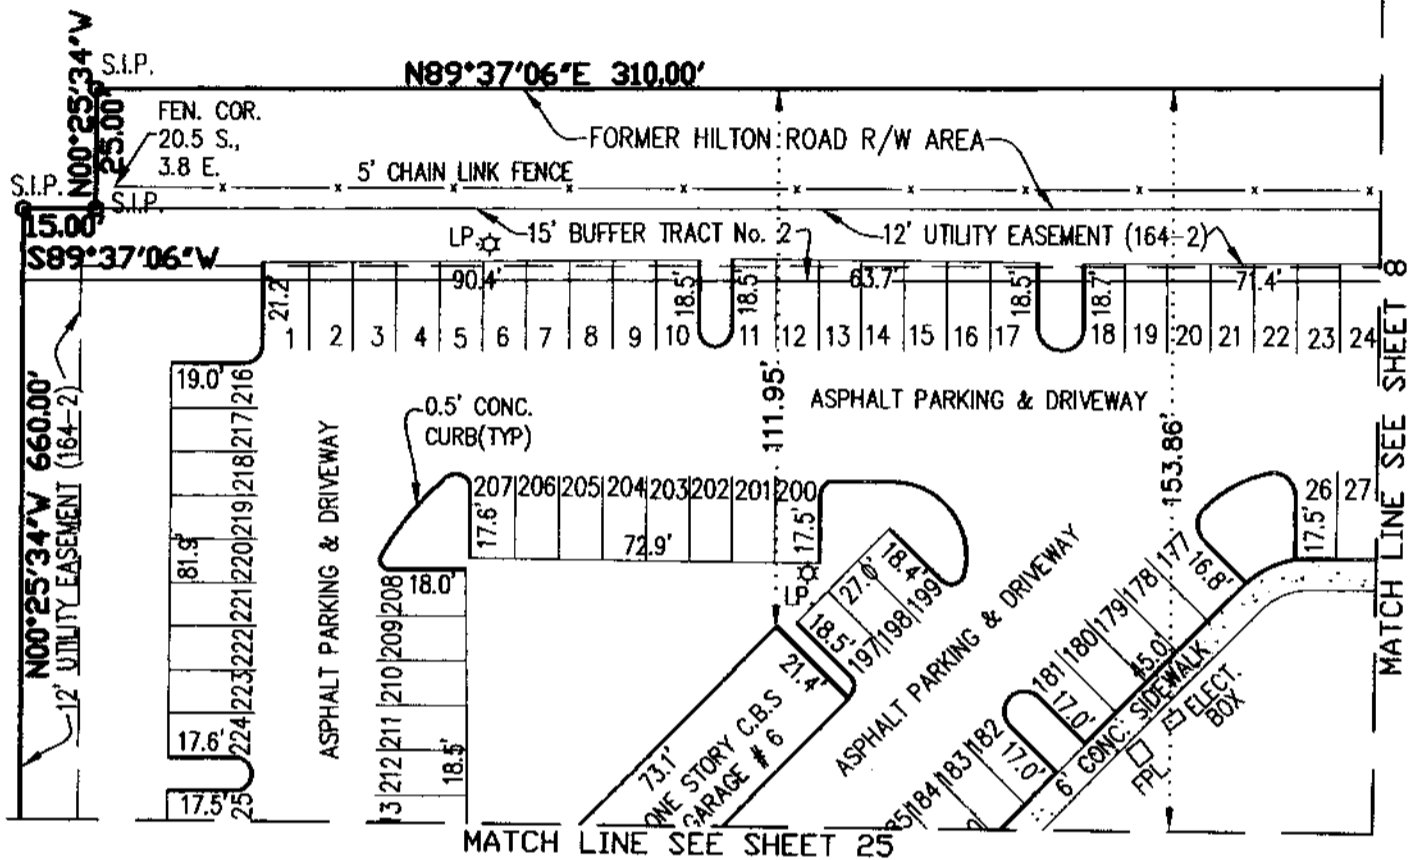 N00°25'34"W
25.00'
S.I.P.
N89°37'06"E 310.00'
FEN. COR.
20.5 S.,
3.8 E.
FORMER HILTON ROAD R/W AREA
5' CHAIN LINK FENCE
S.I.P.
S.I.P.
15.00'
S89°37'06"W
LP.
15' BUFFER TRACT No. 2
12' UTILITY EASEMENT (164-2)
21.2'
90.4'
18.5'
18.5'
63.7'
18.5'
18.7'
71.4'
1 2 3 4 5 6 7 8 9 10 11 12 13 14 15 16 17 18 19 20 21 22 23 24
N00°25'34"W 660.00'
12' UTILITY EASEMENT (164-2)
19.0'
216
217
218
219
220
221
222
223
224
25
81.9'
17.6'
17.5'
ASPHALT PARKING & DRIVEWAY
0.5' CONC.
CURB(TYP)
111.95'
ASPHALT PARKING & DRIVEWAY
153.86'
207 206 205 204 203 202 201 200
17.6'
72.9'
17.5'
LP
18.0'
208
209
210
211
212
13
18.5'
18.4'
27.0'
18.5'
197 198 199
21.4'
73.1'
ONE STORY C.B.S
GARAGE # 6
ASPHALT PARKING & DRIVEWAY
26 27
17.5'
16.8'
177
178
179
180
181
182
183
184
85
45.0'
17.0'
17.0'
6' CONC. SIDEWALK
ELECT.
BOX
FPL
MATCH LINE SEE SHEET 8
MATCH LINE SEE SHEET 25